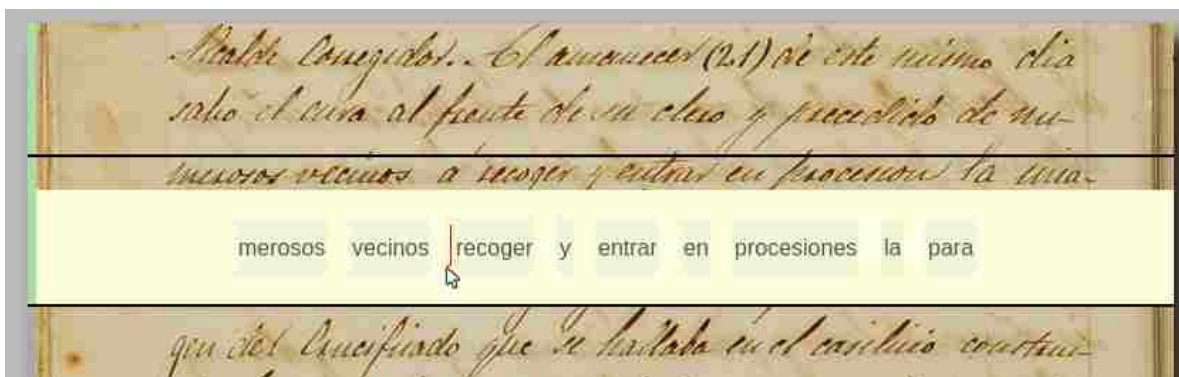 Alcalde Corregidor.. Al amanecer (21) de este mismo dia
salió el cura al frente de su clero y precedido de nu-
merosos vecinos á recoger y entrar en procesion la imá-
merosos vecinos recoger y entrar en procesiones la para
gen del Crucificado que se hallaba en el casilicio construi-